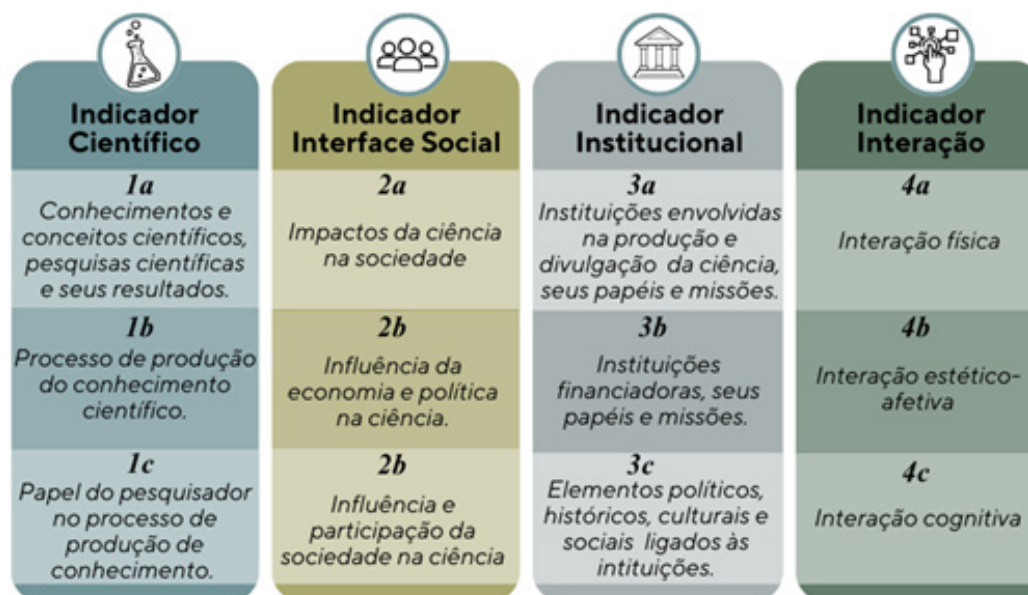 Indicador
Científico
1a
Conhecimentos e
conceitos científicos,
pesquisas científicas
e seus resultados.
1b
Processo de produção
do conhecimento
científico.
1c
Papel do pesquisador
no processo de
produção de
conhecimento.
Indicador
Interface Social
2a
Impactos da ciência
na sociedade
2b
Influência da
economia e política
na ciência.
2b
Influência e
participação da
sociedade na ciência
Indicador
Institucional
3a
Instituições envolvidas
na produção e
divulgação da ciência,
seus papéis e missões.
3b
Instituições
financiadoras, seus
papéis e missões.
3c
Elementos políticos,
históricos, culturais e
sociais ligados às
intituições.
Indicador
Interação
4a
Interação física
4b
Interação estético-
afetiva
4c
Interação cognitiva